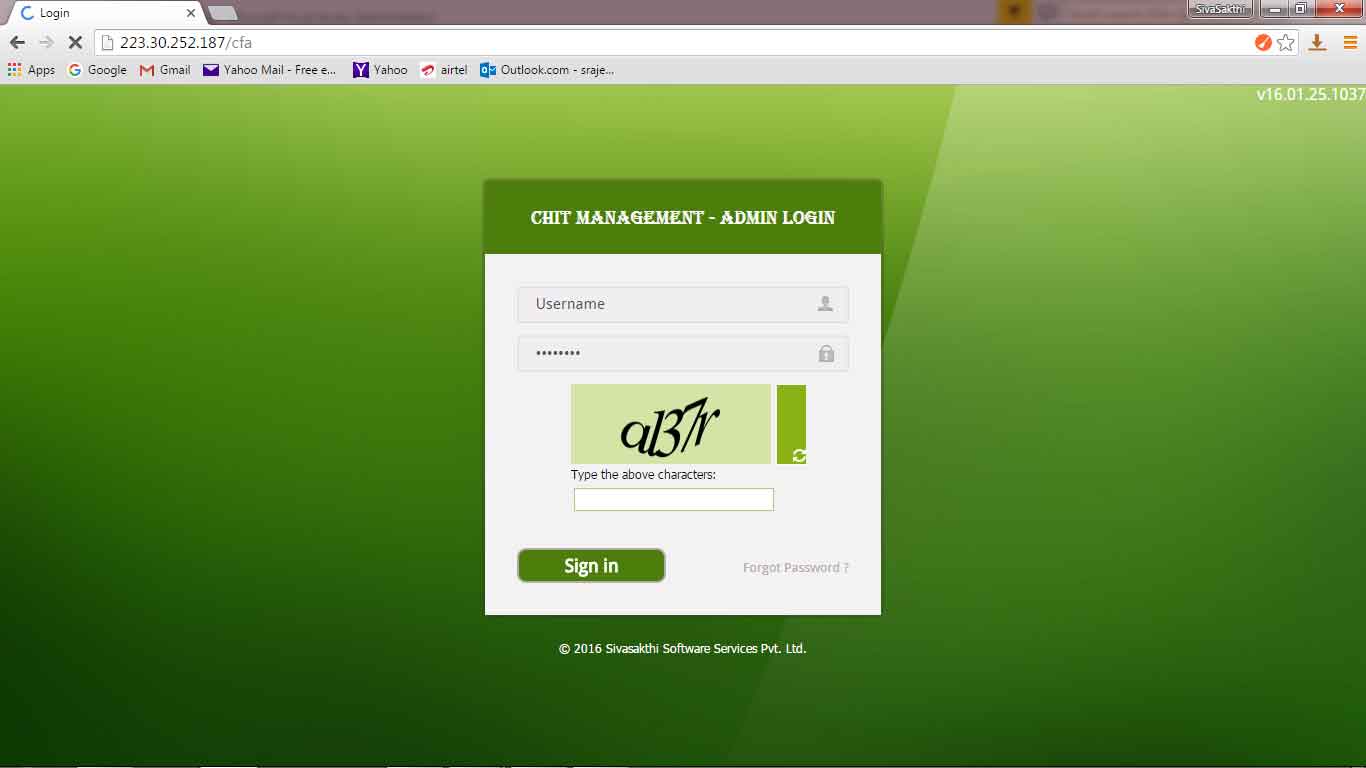 Login
SivaSakthi
223.30.252.187/cfa
Apps Google Gmail Yahoo Mail - Free e... Yahoo airtel Outlook.com - sraje...
v16.01.25.1037
CHIT MANAGEMENT - ADMIN LOGIN
Username
••••••••
al37r
Type the above characters:
Sign in
Forgot Password ?
© 2016 Sivasakthi Software Services Pvt. Ltd.